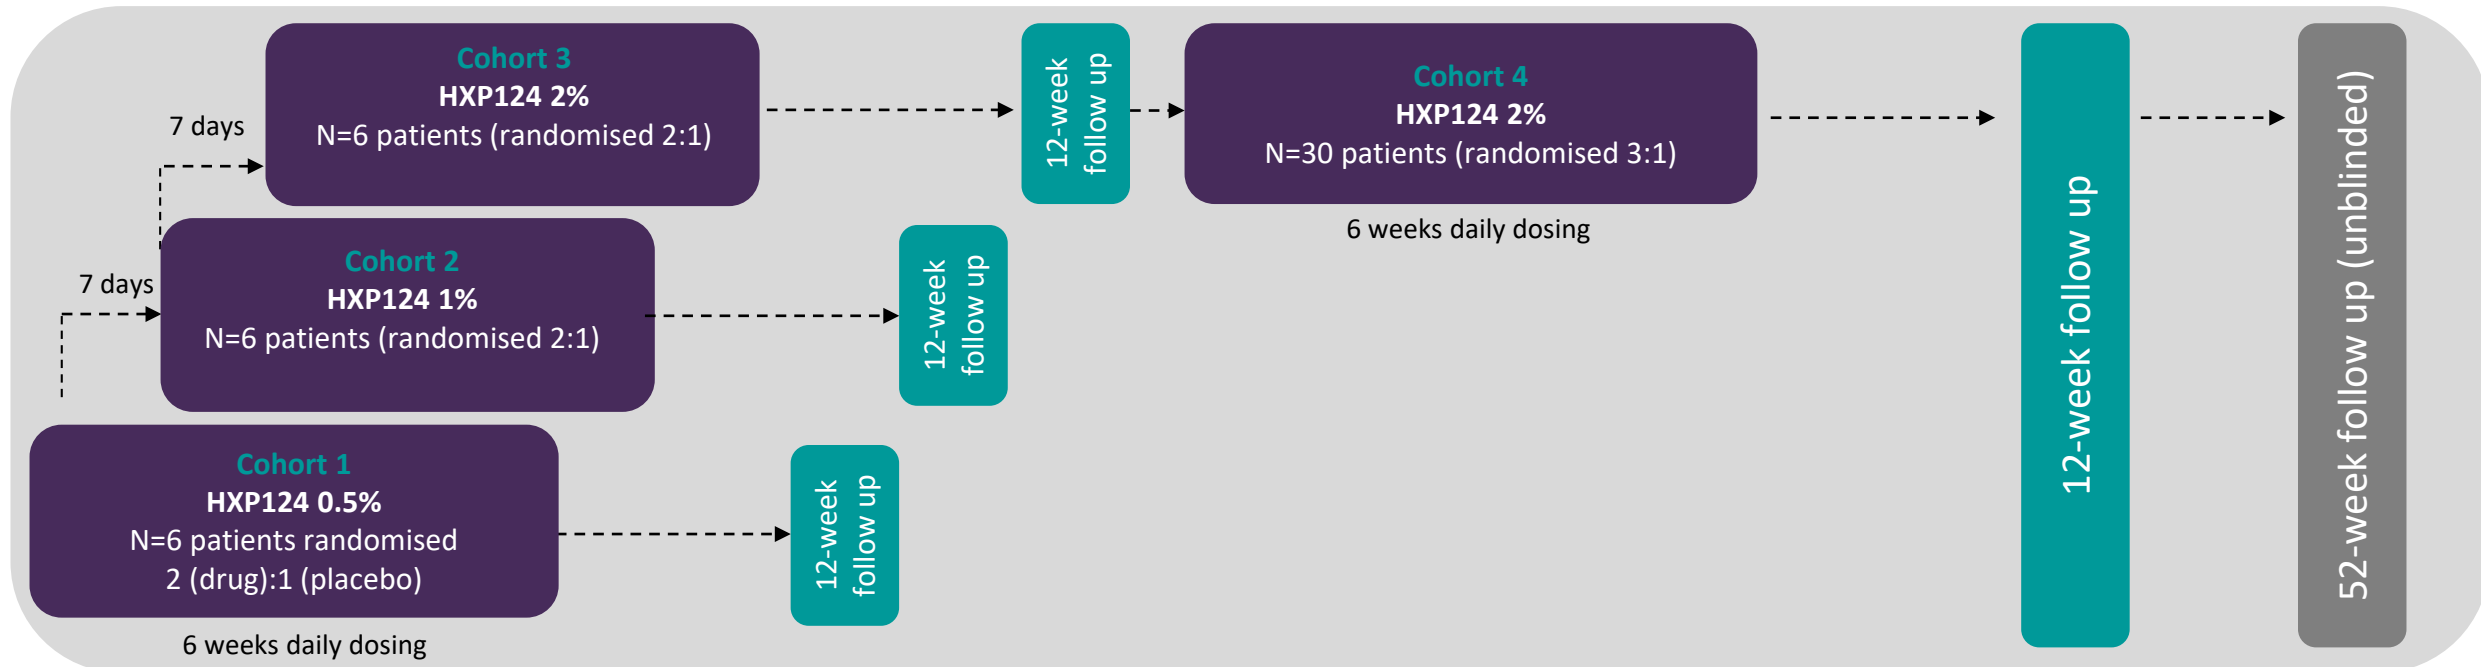 Cohort 3
HXP124 2%
N=6 patients (randomised 2:1)
7 days
12-week
follow up
Cohort 4
HXP124 2%
N=30 patients (randomised 3:1)
6 weeks daily dosing
12-week follow up
52-week follow up (unblinded)
Cohort 2
HXP124 1%
N=6 patients (randomised 2:1)
7 days
12-week
follow up
Cohort 1
HXP124 0.5%
N=6 patients randomised
2 (drug):1 (placebo)
6 weeks daily dosing
12-week
follow up